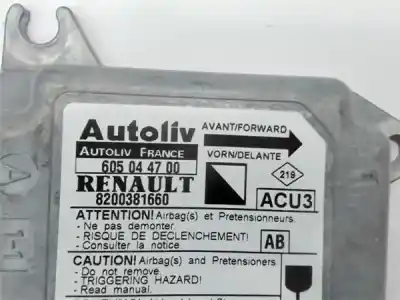 Autoliv
AVANT/FORWARD
AUTOLIV FRANCE
VORN/DELANTE
605 04 47 00
218
RENAULT
8200381660
ACU3
ATTENTION! Airbag(s) et Pretensionneurs.
- Ne pas demonter.
- RISQUE DE DECLENCHEMENT!
- Consulter la notice.
AB
CAUTION! Airbag(s) and Pretensioners
- Do not remove.
- TRIGGERING HAZARD!
- Read manual.